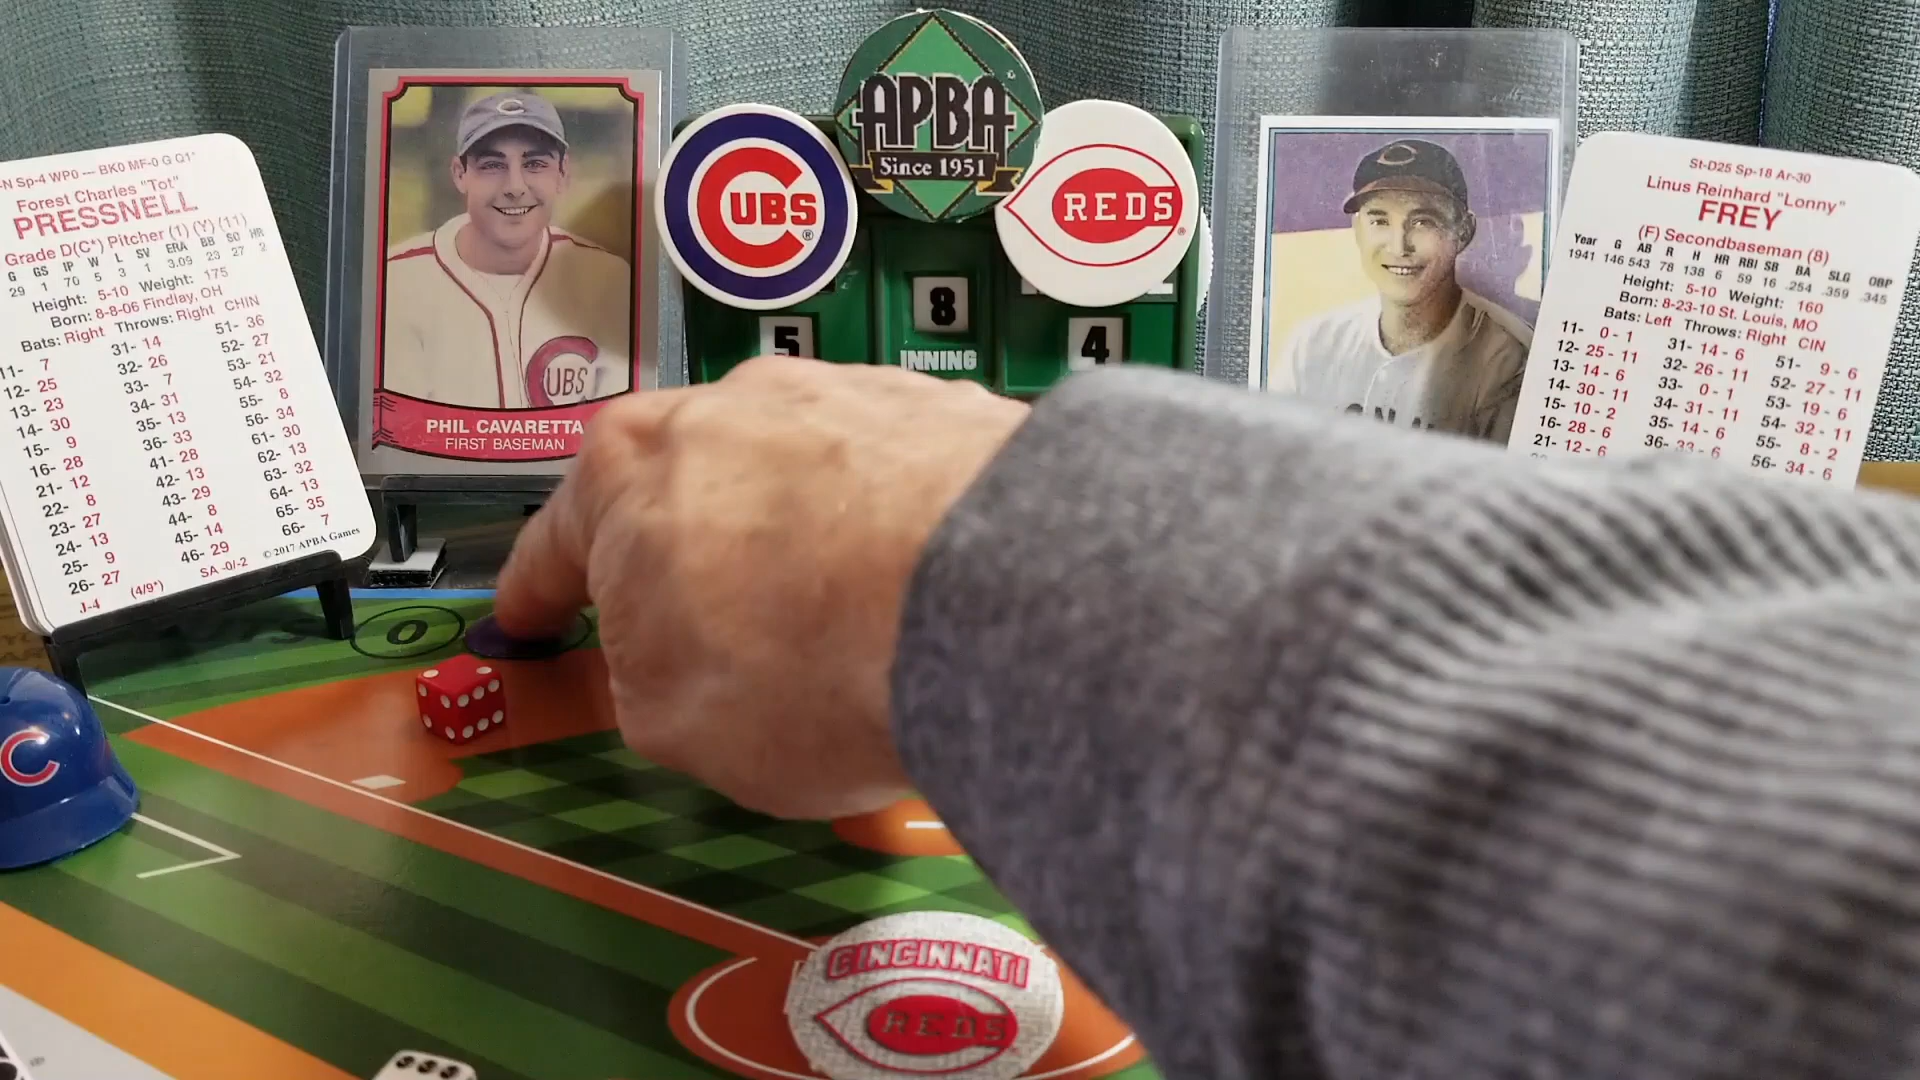 -N Sp-4 WP0 --- BK0 MF-0 G Q1*
Forest Charles "Tot"
PRESSNELL
Grade D(C*) Pitcher (1) (Y) (11)
G GS IP W L SV ERA BB SO HR
29 1 70 5 3 1 3.09 23 27 2
Height: 5-10 Weight: 175
Born: 8-8-06 Findlay, OH
Bats: Right Throws: Right CHIN
11- 7 31- 14 51- 36
12- 25 32- 26 52- 27
13- 23 33- 7 53- 21
14- 30 34- 31 54- 32
15- 9 35- 13 55- 8
16- 28 36- 33 56- 34
21- 12 41- 28 61- 30
22- 8 42- 13 62- 13
23- 27 43- 29 63- 32
24- 13 44- 8 64- 13
25- 9 45- 14 65- 35
26- 27 46- 29 66- 7
J-4 (4/9*) SA -0/-2 © 2017 APBA Games
C
CUBS
PHIL CAVARETTA
FIRST BASEMAN
APBA
Since 1951
CUBS ®
REDS ®
8
INNING
5
4
St-D25 Sp-18 Ar-30
Linus Reinhard "Lonny"
FREY
(F) Secondbaseman (8)
Year G AB R H HR RBI SB BA SLG OBP
1941 146 543 78 138 6 59 16 .254 .359 .345
Height: 5-10 Weight: 160
Born: 8-23-10 St. Louis, MO
Bats: Left Throws: Right CIN
11- 0 - 1 31- 14 - 6 51- 9 - 6
12- 25 - 11 32- 26 - 11 52- 27 - 11
13- 14 - 6 33- 0 - 1 53- 19 - 6
14- 30 - 11 34- 31 - 11 54- 32 - 11
15- 10 - 2 35- 14 - 6 55- 8 - 2
16- 28 - 6 36- 33 - 6 56- 34 - 6
21- 12 - 6
O
C
CINCINNATI
REDS